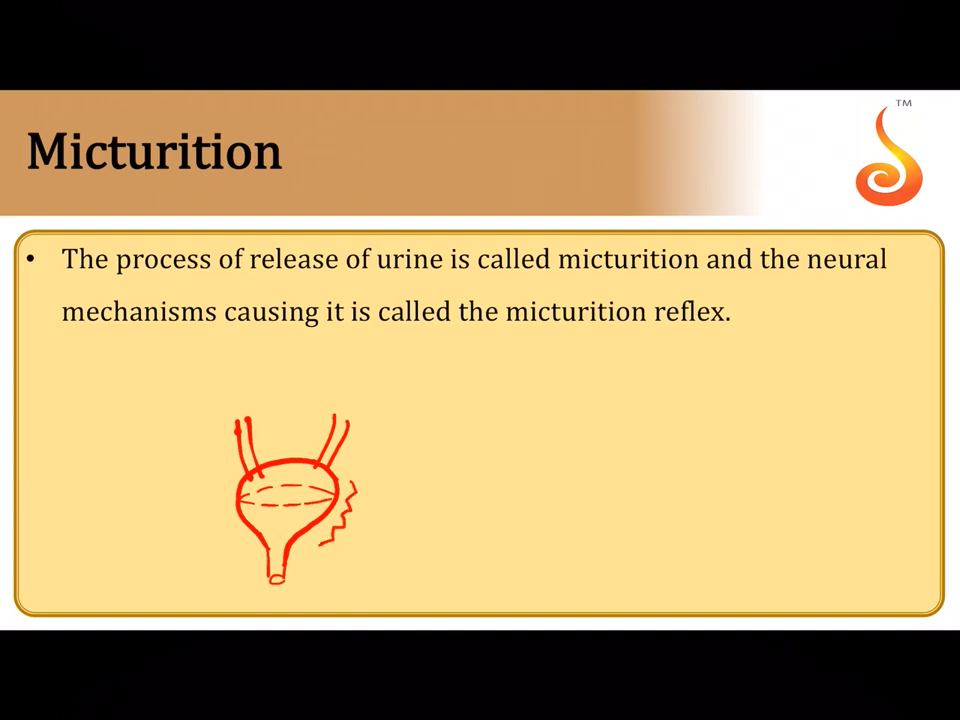 TM
Micturition
• The process of release of urine is called micturition and the neural
mechanisms causing it is called the micturition reflex.